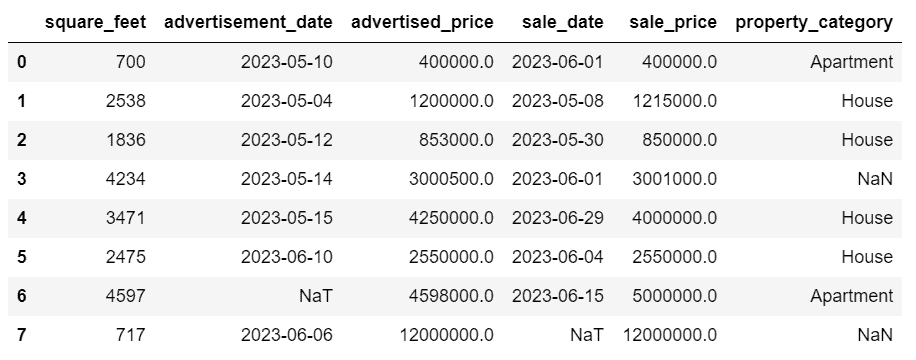 square_feet advertisement_date advertised_price sale_date sale_price property_category
0 700 2023-05-10 400000.0 2023-06-01 400000.0 Apartment
1 2538 2023-05-04 1200000.0 2023-05-08 1215000.0 House
2 1836 2023-05-12 853000.0 2023-05-30 850000.0 House
3 4234 2023-05-14 3000500.0 2023-06-01 3001000.0 NaN
4 3471 2023-05-15 4250000.0 2023-06-29 4000000.0 House
5 2475 2023-06-10 2550000.0 2023-06-04 2550000.0 House
6 4597 NaT 4598000.0 2023-06-15 5000000.0 Apartment
7 717 2023-06-06 12000000.0 NaT 12000000.0 NaN